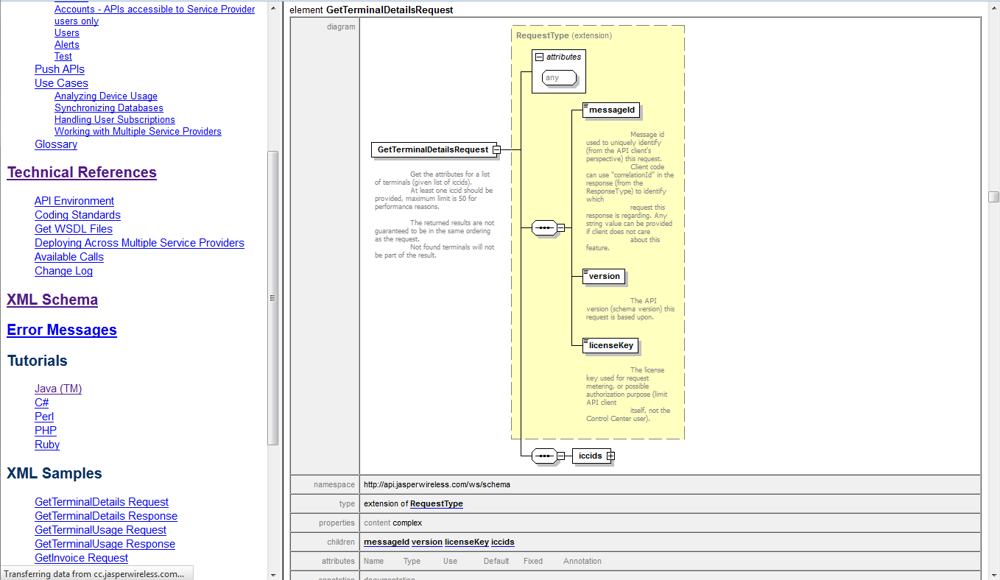 Accounts - APIs accessible to Service Provider
users only
Users
Alerts
Test
Push APIs
Use Cases
Analyzing Device Usage
Synchronizing Databases
Handling User Subscriptions
Working with Multiple Service Providers
Glossary
Technical References
API Environment
Coding Standards
Get WSDL Files
Deploying Across Multiple Service Providers
Available Calls
Change Log
XML Schema
Error Messages
Tutorials
Java (TM)
C#
Perl
PHP
Ruby
XML Samples
GetTerminalDetails Request
GetTerminalDetails Response
GetTerminalUsage Request
GetTerminalUsage Response
GetInvoice Request
Transferring data from cc.jasperwireless.com...
element GetTerminalDetailsRequest
diagram
RequestType (extension)
attributes
any
GetTerminalDetailsRequest
Get the attributes for a list
of terminals (given list of iccids).
At least one iccid should be
provided, maximum limit is 50 for
performance reasons.
The returned results are not
guaranteed to be in the same ordering
as the request.
Not found terminals will not
be part of the result.
messageId
Message id
used to uniquely identify
(from the API client's
perspective) this request.
Client code
can use "correlationId" in the
response (from the
ResponseType) to identify
which
request this
response is regarding. Any
string value can be provided
if client does not care
about this
feature.
version
The API
version (schema version) this
request is based upon.
licenseKey
The license
key used for request
metering, or possible
authorization purpose (limit
API client
itself, not the
Control Center user).
iccids
namespace http://api.jasperwireless.com/ws/schema
type extension of RequestType
properties content complex
children messageId version licenseKey iccids
attributes Name Type Use Default Fixed Annotation
annotation documentation